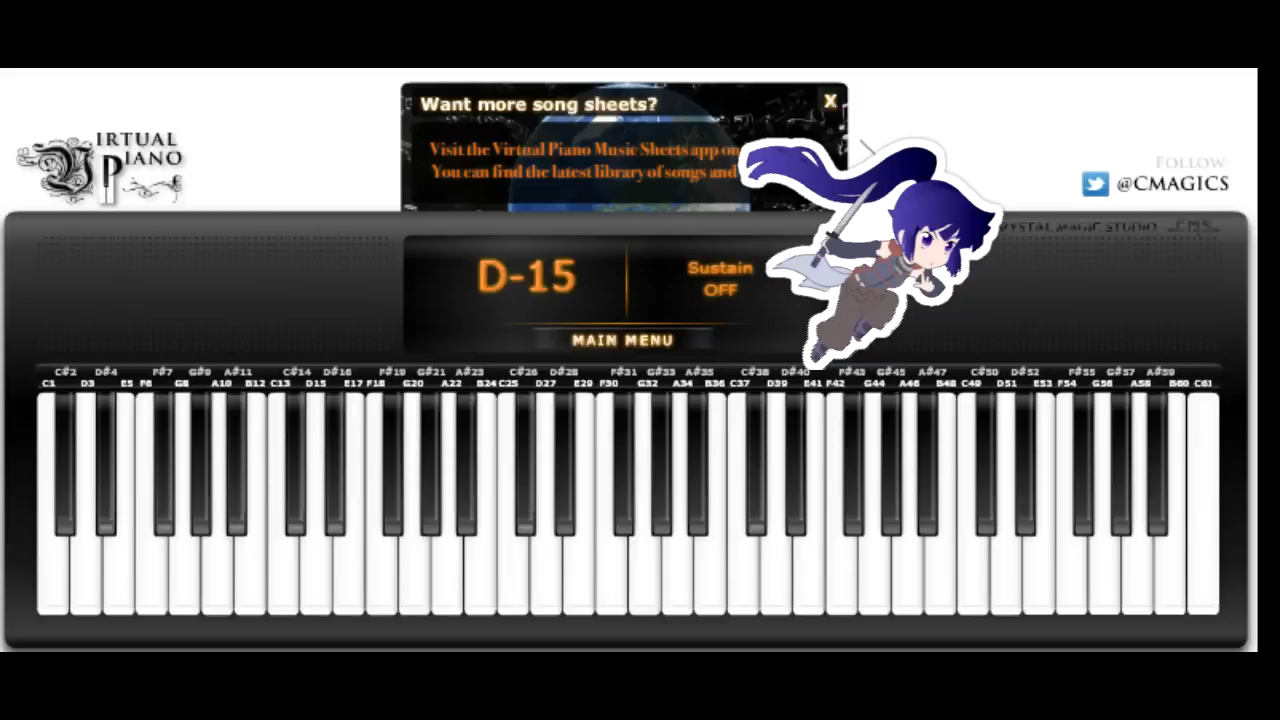 Want more song sheets?
X
Visit the Virtual Piano Music Sheets app on
You can find the latest library of songs and
VIRTUAL
PIANO
FOLLOW
@CMAGICS
CMS
D-15
Sustain
OFF
MAIN MENU
C#2 D#4 F#7 G#9 A#11 C#14 D#16 F#19 G#21 A#23 C#26 D#28 F#31 G#33 A#35 C#38 D#40 F#43 G#45 A#47 C#50 D#52 F#55 G#57 A#59
C1 D3 E5 F6 G8 A10 B12 C13 D15 E17 F18 G20 A22 B24 C25 D27 E29 F30 G32 A34 B36 C37 D39 E41 F42 G44 A46 B48 C49 D51 E53 F54 G56 A58 B60 C61